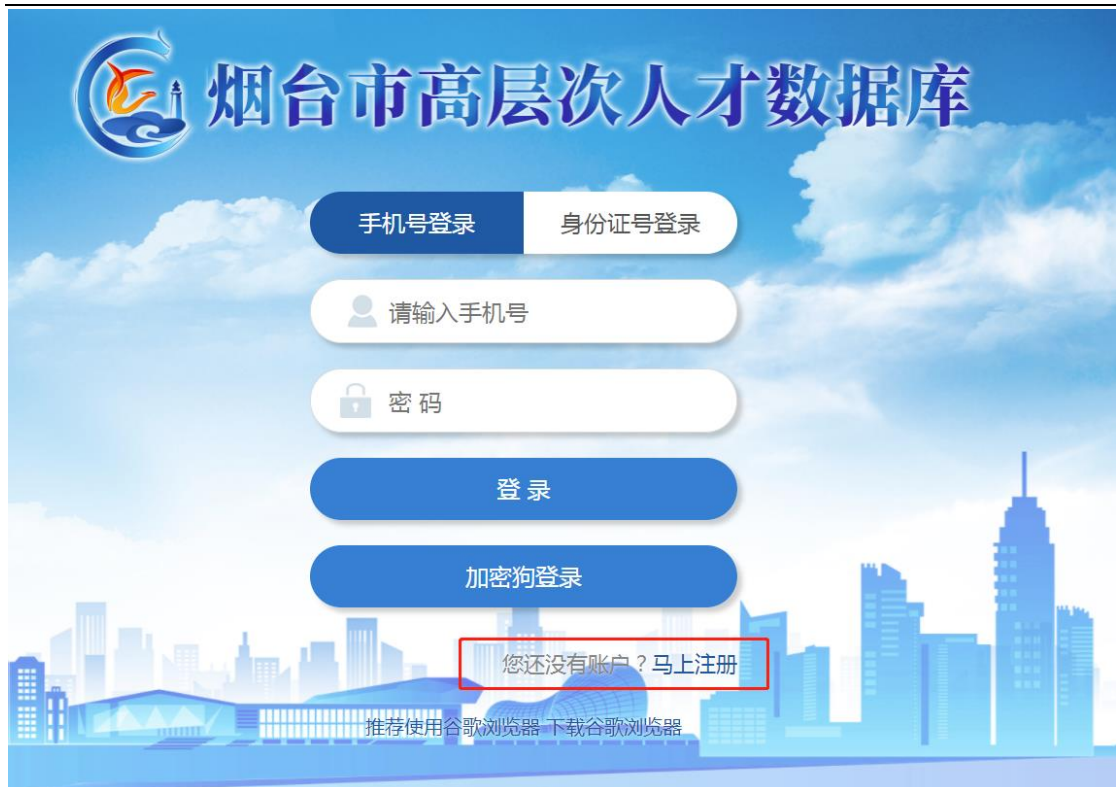 烟台市高层次人才数据库
手机号登录 身份证号登录
请输入手机号
密 码
登 录
加密狗登录
您还没有账户？马上注册
推荐使用谷歌浏览器-下载谷歌浏览器